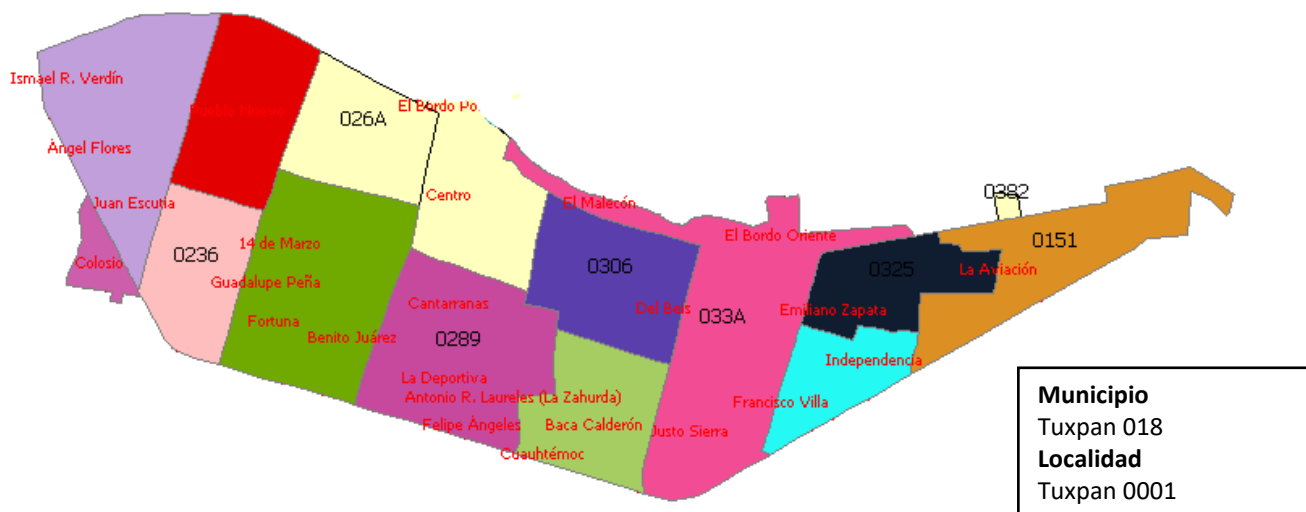 Ismael R. Verdín
Pueblo Nuevo
026A
El Bordo Po.
Ángel Flores
Juan Escutia
Centro
El Malecón
0382
El Bordo Oriente
0151
14 de Marzo
0236
Colosio
Guadalupe Peña
0306
0325
La Aviación
Cantarranas
Del Beis
033A
Emiliano Zapata
Fortuna
Benito Juárez
0289
Independencia
La Deportiva
Antonio R. Laureles (La Zahurda)
Francisco Villa
Felipe Ángeles
Baca Calderón
Justo Sierra
Cuauhtémoc
Municipio
Tuxpan 018
Localidad
Tuxpan 0001